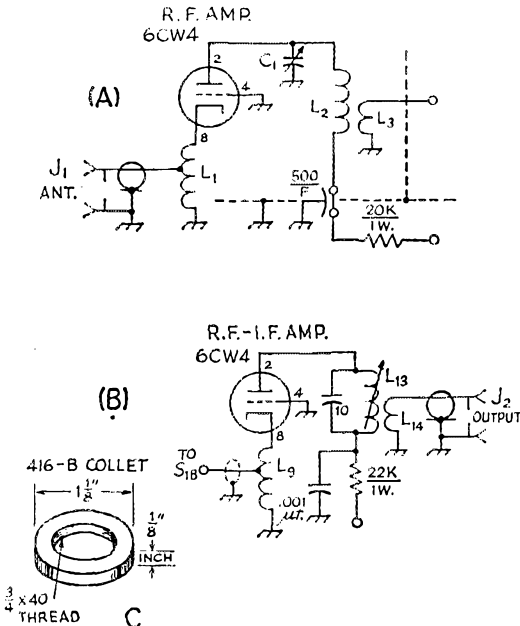 R.F. AMP.
6CW4
2
C1
(A)
4
L2
L3
8
J1
ANT.
L1
500
F
20K
1W.
R.F.-I.F. AMP.
6CW4
2
L13
(B)
4
10
L14
J2
OUTPUT
8
TO
S1B
L9
.001
μf.
22K
1W.
416-B COLLET
1 1/8"
1/8"
INCH
3/4 x 40
THREAD
C